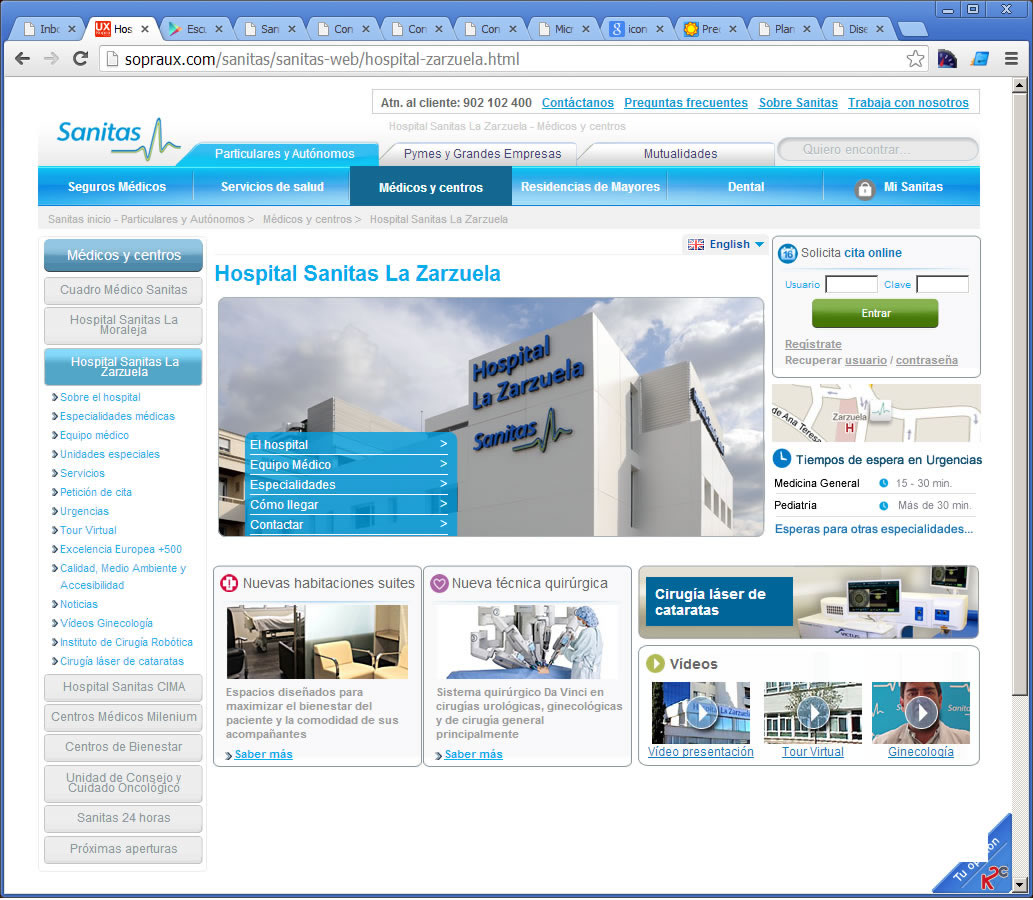 Inb
Hos
Escu
San
Con
Con
Con
Micr
icon
Prec
Plan
Dise
sopraux.com/sanitas/sanitas-web/hospital-zarzuela.html
Atn. al cliente: 902 102 400 Contáctanos Preguntas frecuentes Sobre Sanitas Trabaja con nosotros
Hospital Sanitas La Zarzuela - Médicos y centros
Sanitas
Particulares y Autónomos
Pymes y Grandes Empresas
Mutualidades
Quiero encontrar...
Seguros Médicos
Servicios de salud
Médicos y centros
Residencias de Mayores
Dental
Mi Sanitas
Sanitas inicio - Particulares y Autónomos > Médicos y centros > Hospital Sanitas La Zarzuela
Médicos y centros
Cuadro Médico Sanitas
Hospital Sanitas La
Moraleja
Hospital Sanitas La
Zarzuela
Sobre el hospital
Especialidades médicas
Equipo médico
Unidades especiales
Servicios
Petición de cita
Urgencias
Tour Virtual
Excelencia Europea +500
Calidad, Medio Ambiente y
Accesibilidad
Noticias
Vídeos Ginecología
Instituto de Cirugía Robótica
Cirugía láser de cataratas
Hospital Sanitas CIMA
Centros Médicos Milenium
Centros de Bienestar
Unidad de Consejo y
Cuidado Oncológico
Sanitas 24 horas
Próximas aperturas
English
Hospital Sanitas La Zarzuela
Hospital
La Zarzuela
Sanitas
El hospital >
Equipo Médico >
Especialidades >
Cómo llegar >
Contactar >
16 Solicita cita online
Usuario Clave
Entrar
Regístrate
Recuperar usuario / contraseña
de Ana Teres
Zarzuela
H
Tiempos de espera en Urgencias
Medicina General 15 - 30 min.
Pediatría Más de 30 min.
Esperas para otras especialidades...
Nuevas habitaciones suites
Espacios diseñados para
maximizar el bienestar del
paciente y la comodidad de sus
acompañantes
Saber más
Nueva técnica quirúrgica
Sistema quirúrgico Da Vinci en
cirugías urológicas, ginecológicas
y de cirugía general
principalmente
Saber más
Cirugía láser de
cataratas
Vídeos
Vídeo presentación
Tour Virtual
Ginecología
Tu opinión